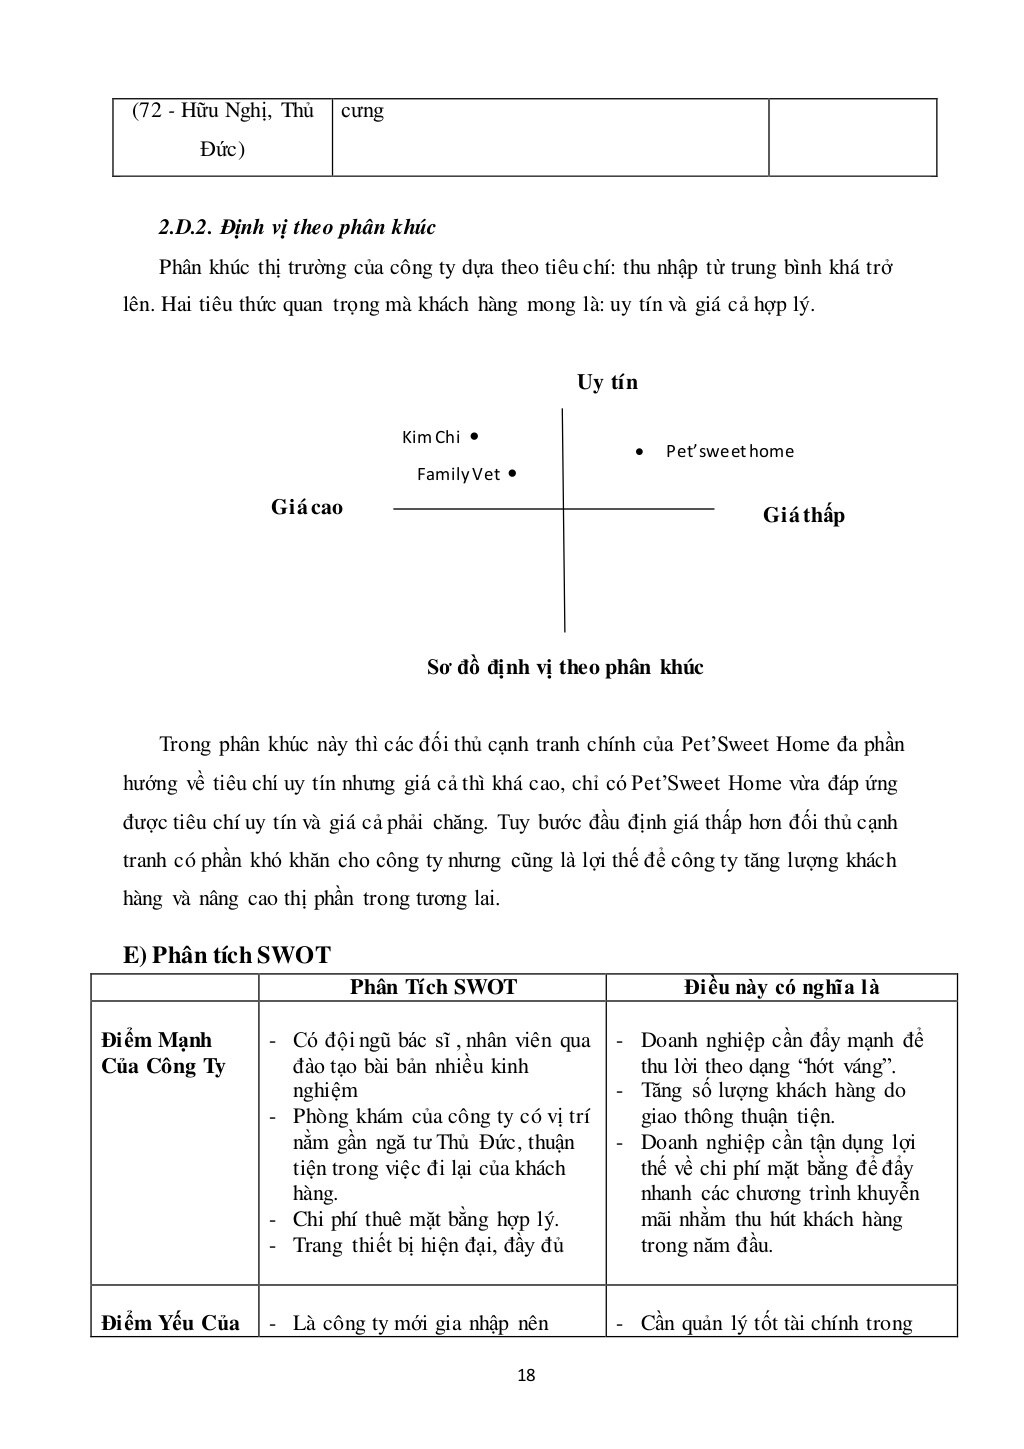 (72 - Hữu Nghị, Thủ
Đức)
cưng
2.D.2. Định vị theo phân khúc
Phân khúc thị trường của công ty dựa theo tiêu chí: thu nhập từ trung bình khá trở
lên. Hai tiêu thức quan trọng mà khách hàng mong là: uy tín và giá cả hợp lý.
Uy tín
Kim Chi •
• Pet’sweet home
Family Vet •
Giá cao
Giá thấp
Sơ đồ định vị theo phân khúc
Trong phân khúc này thì các đối thủ cạnh tranh chính của Pet’Sweet Home đa phần
hướng về tiêu chí uy tín nhưng giá cả thì khá cao, chỉ có Pet’Sweet Home vừa đáp ứng
được tiêu chí uy tín và giá cả phải chăng. Tuy bước đầu định giá thấp hơn đối thủ cạnh
tranh có phần khó khăn cho công ty nhưng cũng là lợi thế để công ty tăng lượng khách
hàng và nâng cao thị phần trong tương lai.
E) Phân tích SWOT
Phân Tích SWOT
Điều này có nghĩa là
Điểm Mạnh
Của Công Ty
- Có đội ngũ bác sĩ , nhân viên qua
đào tạo bài bản nhiều kinh
nghiệm
- Phòng khám của công ty có vị trí
nằm gần ngã tư Thủ Đức, thuận
tiện trong việc đi lại của khách
hàng.
- Chi phí thuê mặt bằng hợp lý.
- Trang thiết bị hiện đại, đầy đủ
- Doanh nghiệp cần đẩy mạnh để
thu lời theo dạng “hớt váng”.
- Tăng số lượng khách hàng do
giao thông thuận tiện.
- Doanh nghiệp cần tận dụng lợi
thế về chi phí mặt bằng để đẩy
nhanh các chương trình khuyễn
mãi nhằm thu hút khách hàng
trong năm đầu.
Điểm Yếu Của
- Là công ty mới gia nhập nên
- Cần quản lý tốt tài chính trong
18